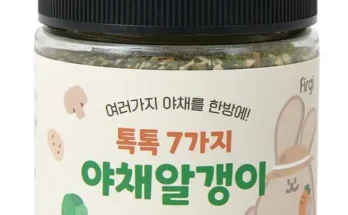 firgi
여러가지 야채를 한방에!
톡톡 7가지
야채알갱이